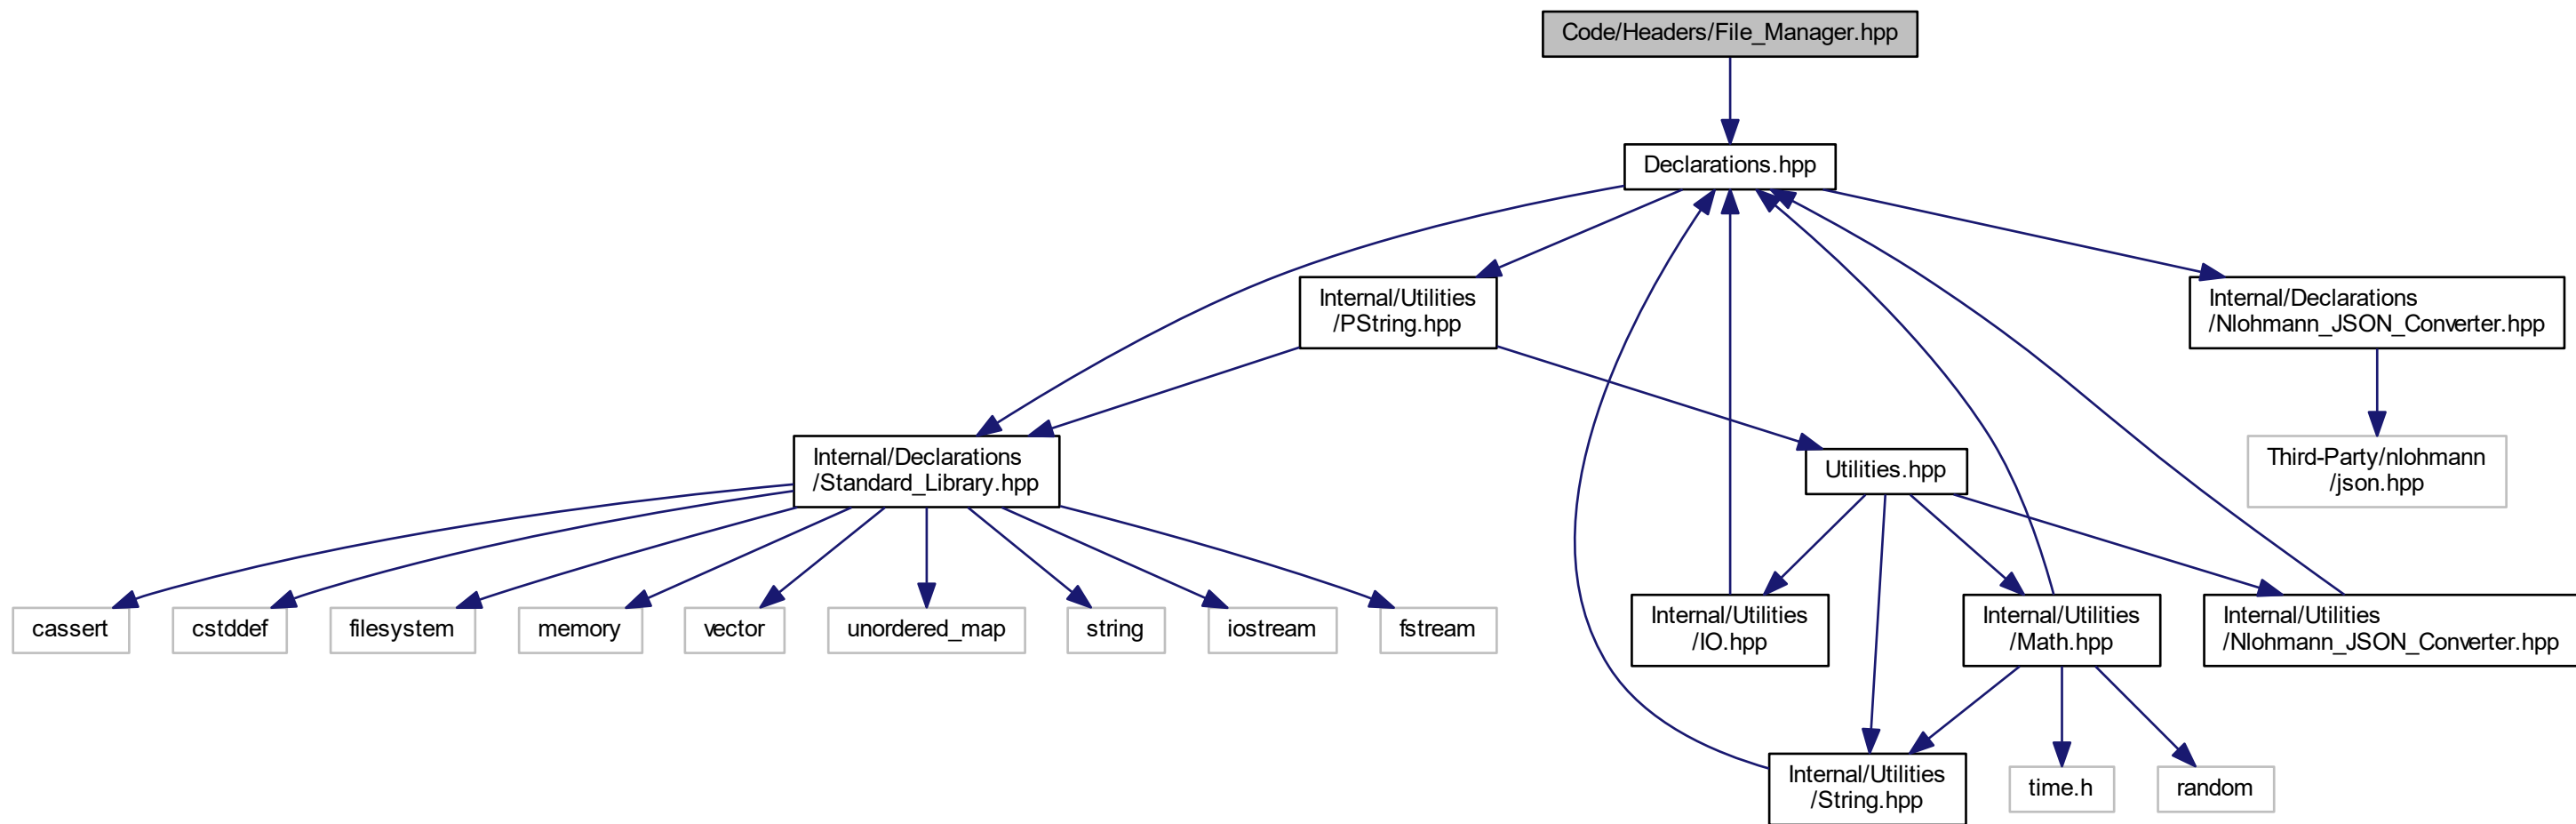 Code/Headers/File_Manager.hpp
Declarations.hpp
Internal/Utilities
/PString.hpp
Internal/Declarations
/Nlohmann_JSON_Converter.hpp
Internal/Declarations
/Standard_Library.hpp
Utilities.hpp
Third-Party/nlohmann
/json.hpp
cassert
cstddef
filesystem
memory
vector
unordered_map
string
iostream
fstream
Internal/Utilities
/IO.hpp
Internal/Utilities
/Math.hpp
Internal/Utilities
/Nlohmann_JSON_Converter.hpp
Internal/Utilities
/String.hpp
time.h
random